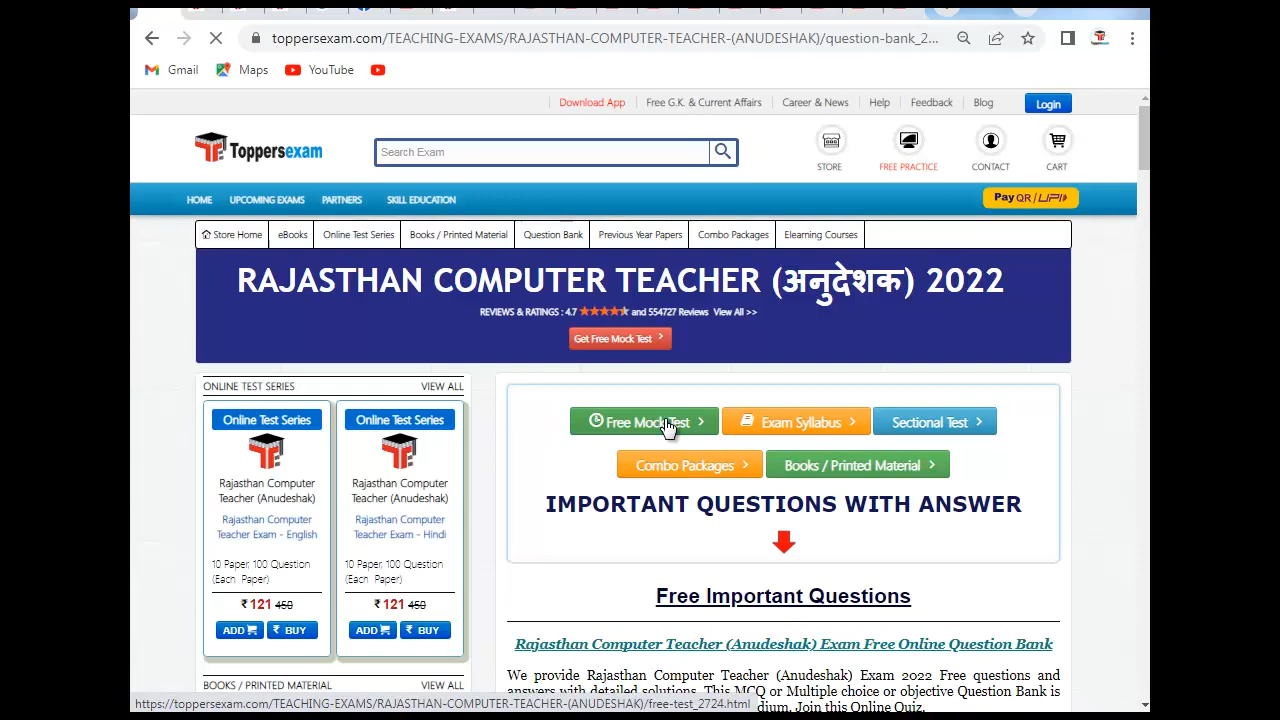 toppersexam.com/TEACHING-EXAMS/RAJASTHAN-COMPUTER-TEACHER-(ANUDESHAK)/question-bank_2...
Gmail Maps YouTube
Download App Free G.K. & Current Affairs Career & News Help Feedback Blog Login
Toppersexam
Search Exam
STORE FREE PRACTICE CONTACT CART
HOME UPCOMING EXAMS PARTNERS SKILL EDUCATION
Pay QR / UPI
Store Home eBooks Online Test Series Books / Printed Material Question Bank Previous Year Papers Combo Packages Elearning Courses
RAJASTHAN COMPUTER TEACHER (अनुदेशक) 2022
REVIEWS & RATINGS : 4.7 and 554727 Reviews View All >>
Get Free Mock Test
ONLINE TEST SERIES VIEW ALL
Online Test Series
Rajasthan Computer
Teacher (Anudeshak)
Rajasthan Computer
Teacher Exam - English
10 Paper, 100 Question
(Each Paper)
₹ 121 450
ADD ₹ BUY
Online Test Series
Rajasthan Computer
Teacher (Anudeshak)
Rajasthan Computer
Teacher Exam - Hindi
10 Paper, 100 Question
(Each Paper)
₹ 121 450
ADD ₹ BUY
BOOKS / PRINTED MATERIAL VIEW ALL
Free Mock Test Exam Syllabus Sectional Test
Combo Packages Books / Printed Material
IMPORTANT QUESTIONS WITH ANSWER
Free Important Questions
Rajasthan Computer Teacher (Anudeshak) Exam Free Online Question Bank
We provide Rajasthan Computer Teacher (Anudeshak) Exam 2022 Free questions and
answers with detailed solutions. This MCQ or Multiple choice or objective Question Bank is
dium. Join this Online Quiz.
https://toppersexam.com/TEACHING-EXAMS/RAJASTHAN-COMPUTER-TEACHER-(ANUDESHAK)/free-test_2724.html